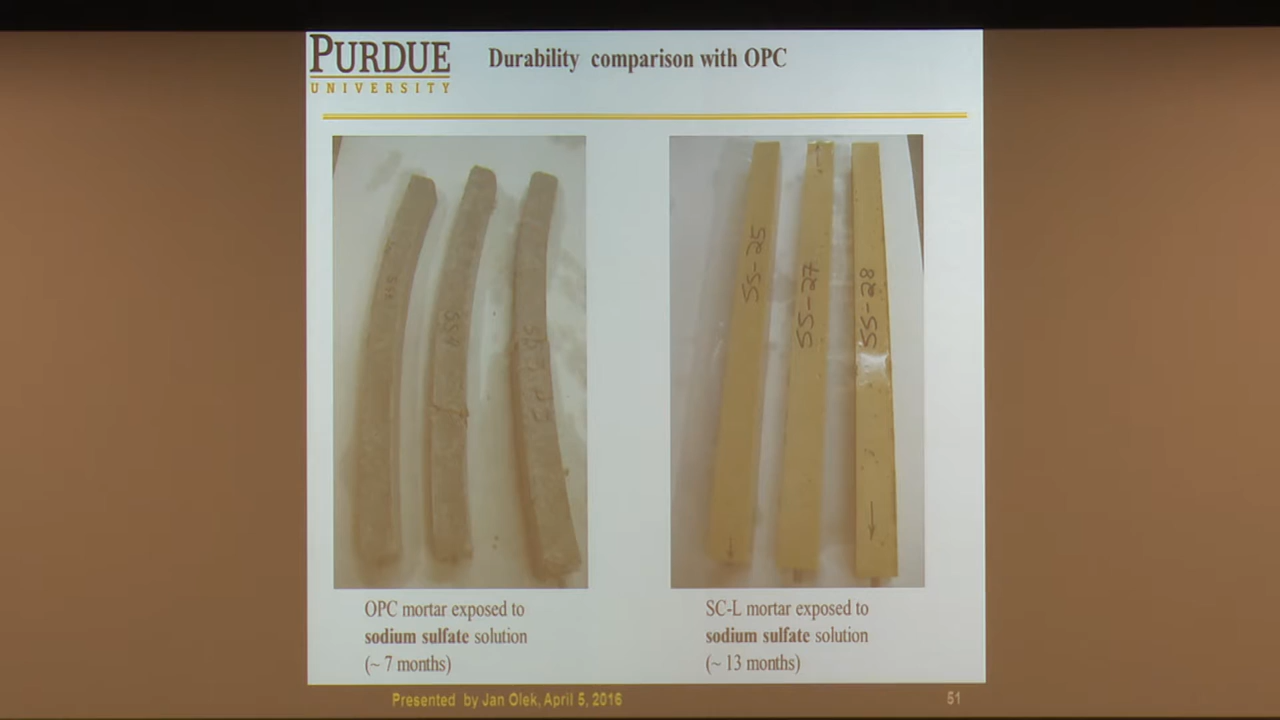 PURDUE
UNIVERSITY
Durability comparison with OPC
SS-25
SS-27
SS-28
OPC mortar exposed to
sodium sulfate solution
(~ 7 months)
SC-L mortar exposed to
sodium sulfate solution
(~ 13 months)
Presented by Jan Olek, April 5, 2016
51